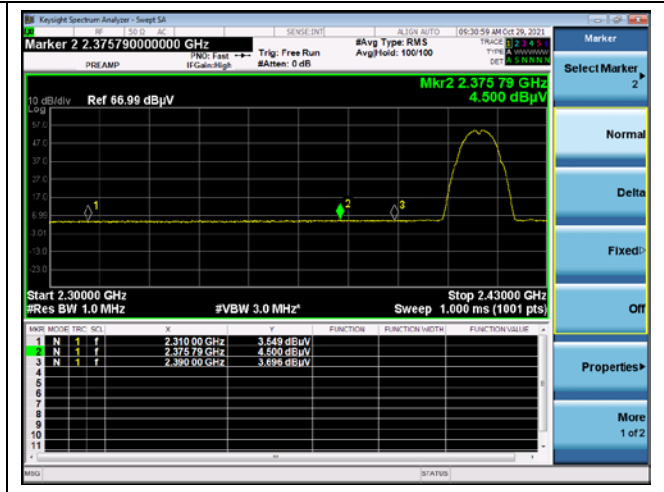 Keysight Spectrum Analyzer - Swept SA
RF 50 Ω AC SENSE:INT ALIGN AUTO 09:30:59 AM Oct 29, 2021
Marker 2 2.375790000000 GHz
PREAMP
PNO: Fast
IFGain:High
Trig: Free Run
#Atten: 0 dB
#Avg Type: RMS
Avg|Hold: 100/100
TRACE 1 2 3 4 5
TYPE A WWWWW
DET A S N N N N
Mkr2 2.375 79 GHz
4.500 dBµV
10 dB/div Ref 66.99 dBµV
Log
57.0
47.0
37.0
27.0
17.0
6.99
-3.01
-13.0
-23.0
1
2
3
Start 2.30000 GHz Stop 2.43000 GHz
#Res BW 1.0 MHz #VBW 3.0 MHz* Sweep 1.000 ms (1001 pts)
MKR MODE TRC SCL X Y FUNCTION FUNCTION WIDTH FUNCTION VALUE
1 N 1 f 2.310 00 GHz 3.549 dBµV
2 N 1 f 2.375 79 GHz 4.500 dBµV
3 N 1 f 2.390 00 GHz 3.696 dBµV
4
5
6
7
8
9
10
11
MSG STATUS
Marker
Select Marker
2
Normal
Delta
Fixed
Off
Properties
More
1 of 2